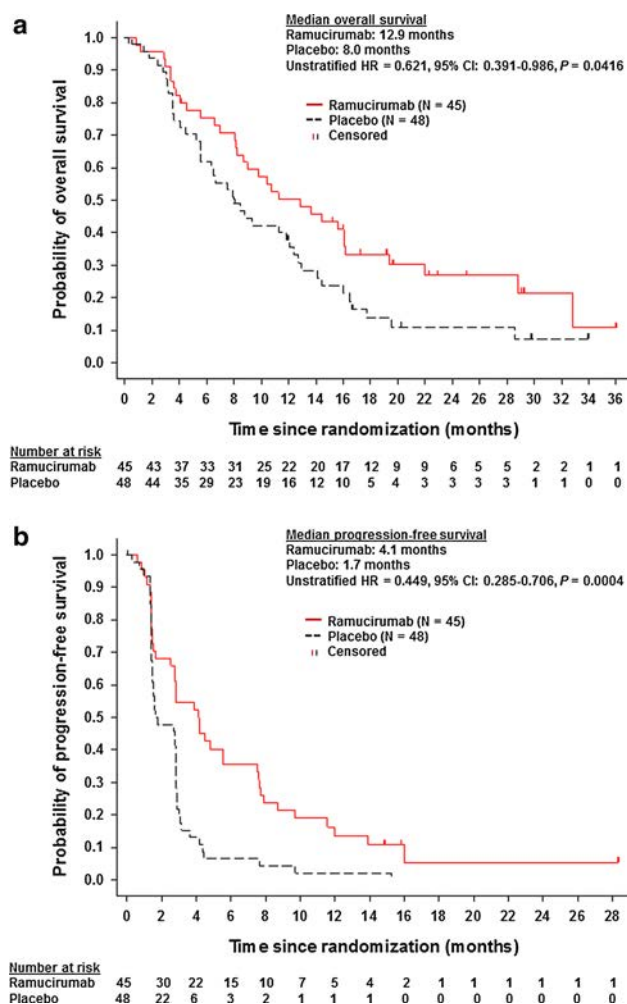 a
Median overall survival
Ramucirumab: 12.9 months
Placebo: 8.0 months
Unstratified HR = 0.621, 95% CI: 0.391-0.986, P = 0.0416
Ramucirumab (N = 45)
Placebo (N = 48)
Censored
Probability of overall survival
1.0
0.9
0.8
0.7
0.6
0.5
0.4
0.3
0.2
0.1
0.0
0 2 4 6 8 10 12 14 16 18 20 22 24 26 28 30 32 34 36
Time since randomization (months)
Number at risk
Ramucirumab 45 43 37 33 31 25 22 20 17 12 9 9 6 5 5 2 2 1 1
Placebo 48 44 35 29 23 19 16 12 10 5 4 3 3 3 3 1 1 0 0
b
Median progression-free survival
Ramucirumab: 4.1 months
Placebo: 1.7 months
Unstratified HR = 0.449, 95% CI: 0.285-0.706, P = 0.0004
Ramucirumab (N = 45)
Placebo (N = 48)
Censored
Probability of progression-free survival
1.0
0.9
0.8
0.7
0.6
0.5
0.4
0.3
0.2
0.1
0.0
0 2 4 6 8 10 12 14 16 18 20 22 24 26 28
Time since randomization (months)
Number at risk
Ramucirumab 45 30 22 15 10 7 5 4 2 1 1 1 1 1 1
Placebo 48 22 6 3 2 1 1 1 0 0 0 0 0 0 0